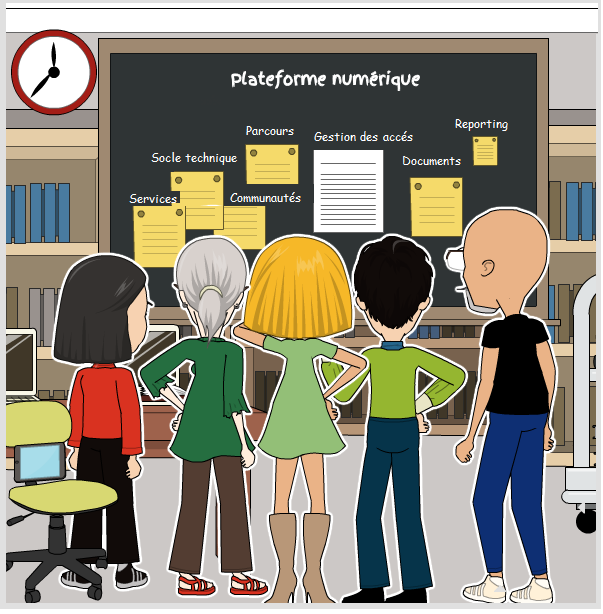 Plateforme numérique
Reporting
Parcours
Gestion des accés
Socle technique
Documents
Services
Communautés